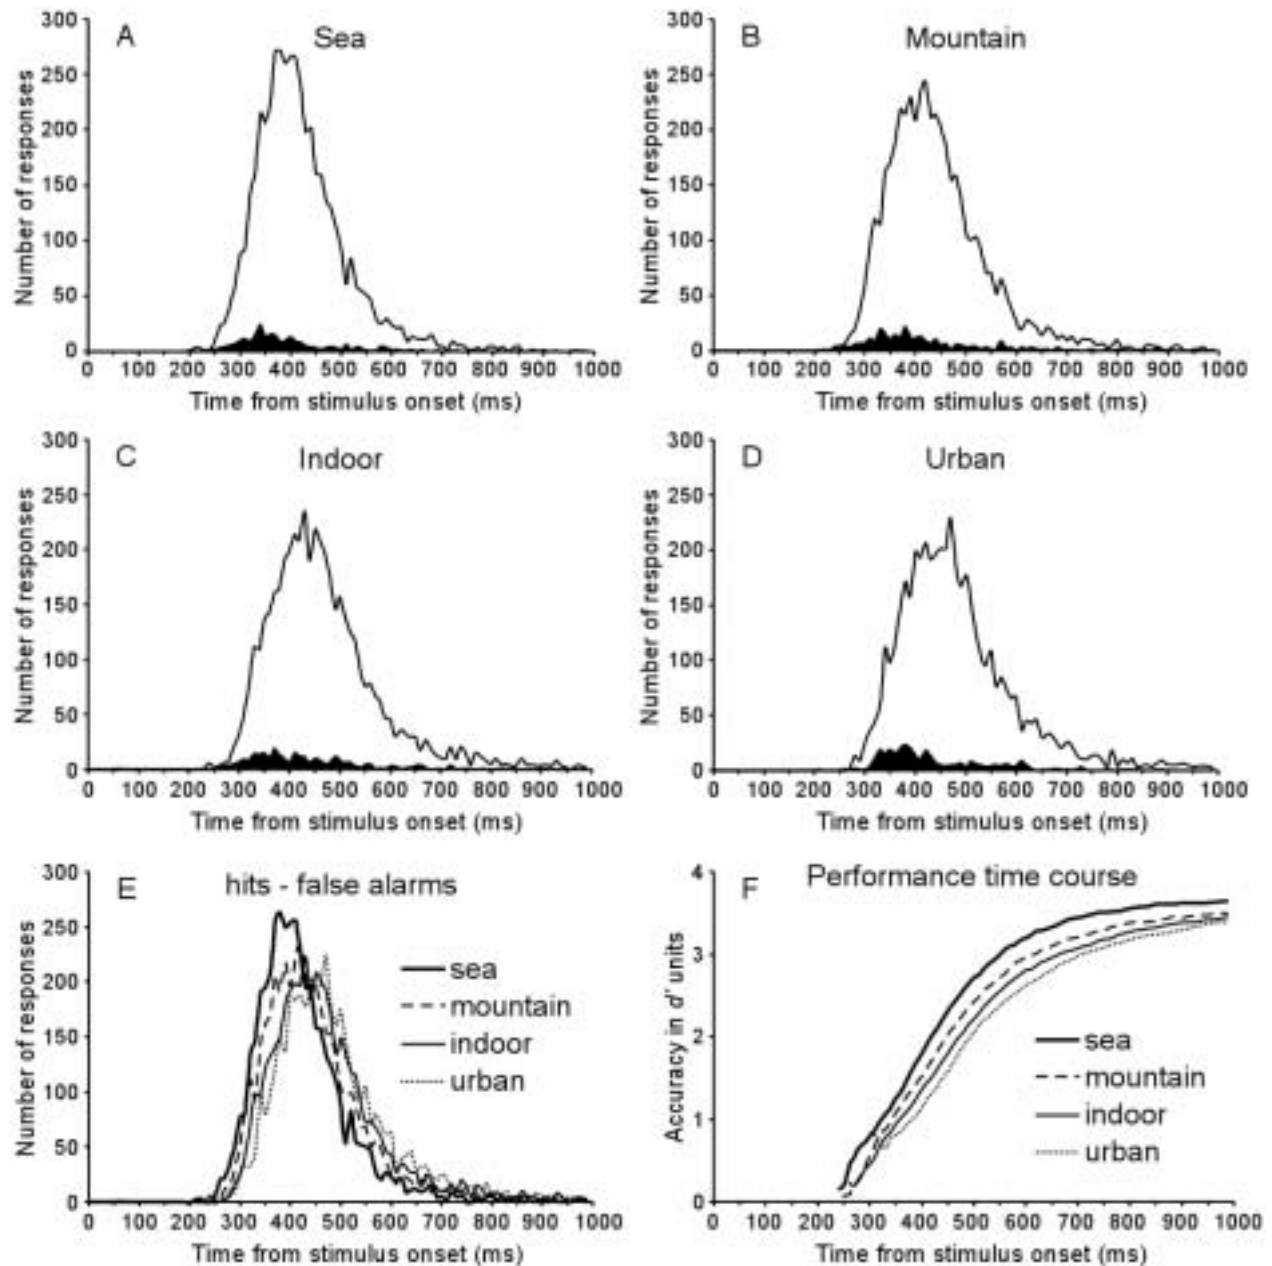 A
Sea
300
250
200
150
100
50
0
Number of responses
0 100 200 300 400 500 600 700 800 900 1000
Time from stimulus onset (ms)
B
Mountain
300
250
200
150
100
50
0
Number of responses
0 100 200 300 400 500 600 700 800 900 1000
Time from stimulus onset (ms)
C
Indoor
300
250
200
150
100
50
0
Number of responses
0 100 200 300 400 500 600 700 800 900 1000
Time from stimulus onset (ms)
D
Urban
300
250
200
150
100
50
0
Number of responses
0 100 200 300 400 500 600 700 800 900 1000
Time from stimulus onset (ms)
E
hits - false alarms
300
250
200
150
100
50
0
Number of responses
sea
mountain
indoor
urban
0 100 200 300 400 500 600 700 800 900 1000
Time from stimulus onset (ms)
F
Performance time course
4
3
2
1
0
Accuracy in d' units
sea
mountain
indoor
urban
0 100 200 300 400 500 600 700 800 900 1000
Time from stimulus onset (ms)